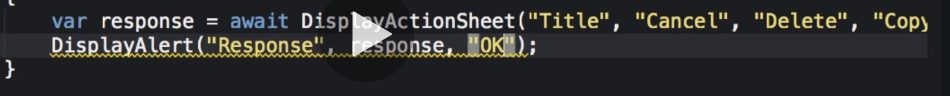 var response = await DisplayActionSheet("Title", "Cancel", "Delete", "Copy
DisplayAlert("Response", response, "OK");
}